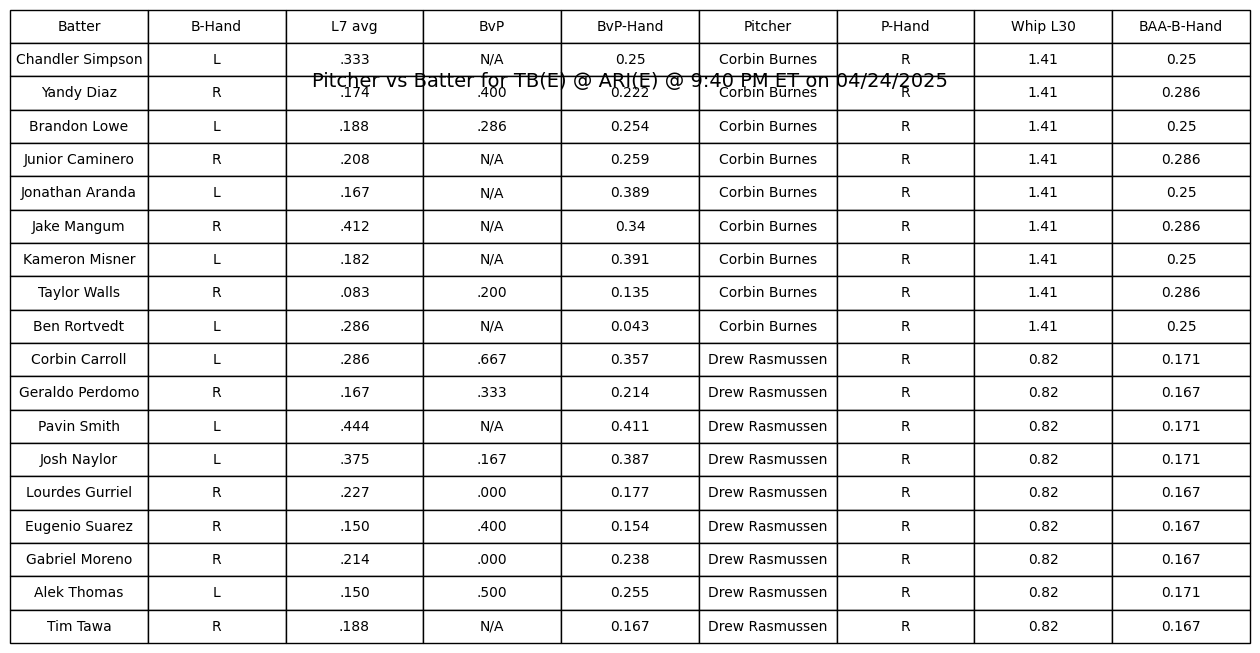 Batter B-Hand L7 avg BvP BvP-Hand Pitcher P-Hand Whip L30 BAA-B-Hand
Chandler Simpson L .333 N/A 0.25 Corbin Burnes R 1.41 0.25
Pitcher vs Batter for TB(E) @ ARI(E) @ 9:40 PM ET on 04/24/2025
Yandy Diaz R .174 .400 0.222 Corbin Burnes R 1.41 0.286
Brandon Lowe L .188 .286 0.254 Corbin Burnes R 1.41 0.25
Junior Caminero R .208 N/A 0.259 Corbin Burnes R 1.41 0.286
Jonathan Aranda L .167 N/A 0.389 Corbin Burnes R 1.41 0.25
Jake Mangum R .412 N/A 0.34 Corbin Burnes R 1.41 0.286
Kameron Misner L .182 N/A 0.391 Corbin Burnes R 1.41 0.25
Taylor Walls R .083 .200 0.135 Corbin Burnes R 1.41 0.286
Ben Rortvedt L .286 N/A 0.043 Corbin Burnes R 1.41 0.25
Corbin Carroll L .286 .667 0.357 Drew Rasmussen R 0.82 0.171
Geraldo Perdomo R .167 .333 0.214 Drew Rasmussen R 0.82 0.167
Pavin Smith L .444 N/A 0.411 Drew Rasmussen R 0.82 0.171
Josh Naylor L .375 .167 0.387 Drew Rasmussen R 0.82 0.171
Lourdes Gurriel R .227 .000 0.177 Drew Rasmussen R 0.82 0.167
Eugenio Suarez R .150 .400 0.154 Drew Rasmussen R 0.82 0.167
Gabriel Moreno R .214 .000 0.238 Drew Rasmussen R 0.82 0.167
Alek Thomas L .150 .500 0.255 Drew Rasmussen R 0.82 0.171
Tim Tawa R .188 N/A 0.167 Drew Rasmussen R 0.82 0.167